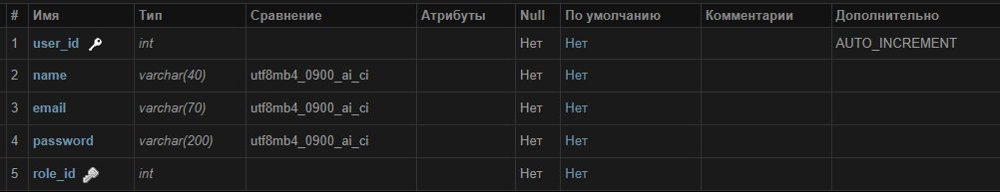 # Имя Тип Сравнение Атрибуты Null По умолчанию Комментарии Дополнительно
1 user_id int Нет Нет AUTO_INCREMENT
2 name varchar(40) utf8mb4_0900_ai_ci Нет Нет
3 email varchar(70) utf8mb4_0900_ai_ci Нет Нет
4 password varchar(200) utf8mb4_0900_ai_ci Нет Нет
5 role_id int Нет Нет